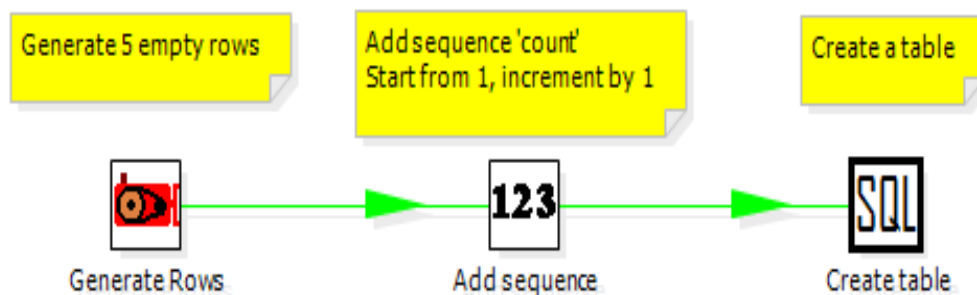 Generate 5 empty rows
Add sequence 'count'
Start from 1, increment by 1
Create a table
123
SQL
Generate Rows
Add sequence
Create table